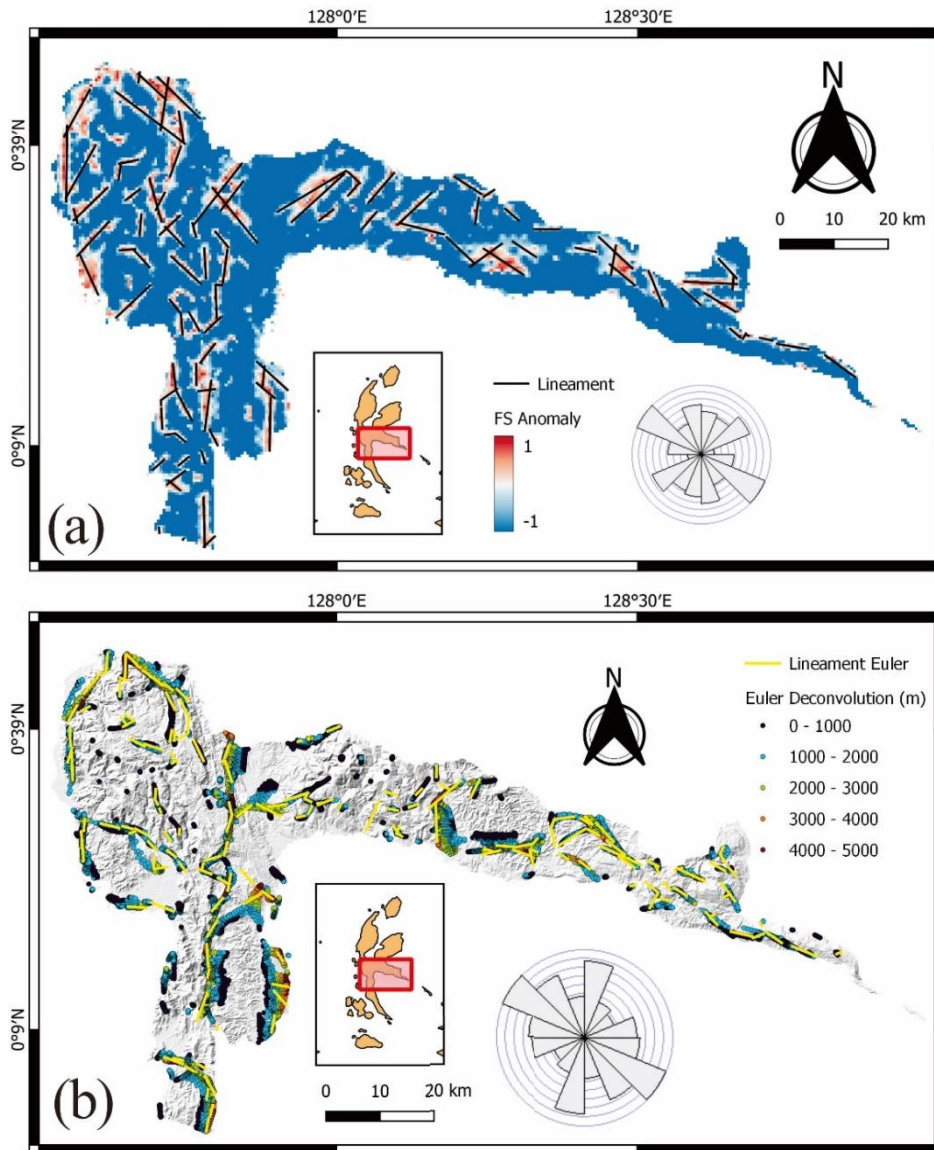 128°0′E 128°30′E
0°39′N
N
0 10 20 km
Lineament
FS Anomaly
1
-1
0°9′N
(a)
128°0′E 128°30′E
Lineament Euler
N
Euler Deconvolution (m)
0 - 1000
1000 - 2000
2000 - 3000
3000 - 4000
4000 - 5000
0°39′N
0°9′N
0 10 20 km
(b)